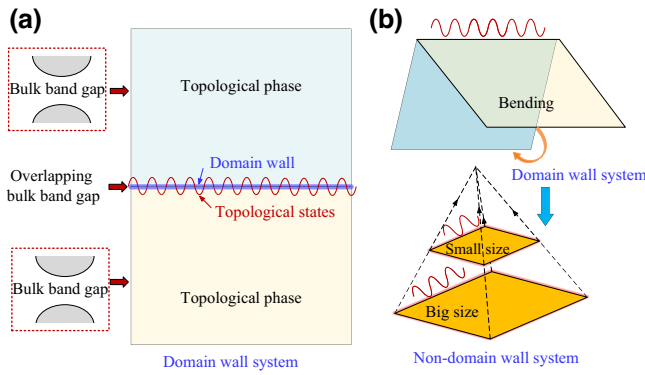 (a)
Bulk band gap
Topological phase
Overlapping
bulk band gap
Domain wall
Topological states
Bulk band gap
Topological phase
Domain wall system
(b)
Bending
Domain wall system
Small size
Big size
Non-domain wall system